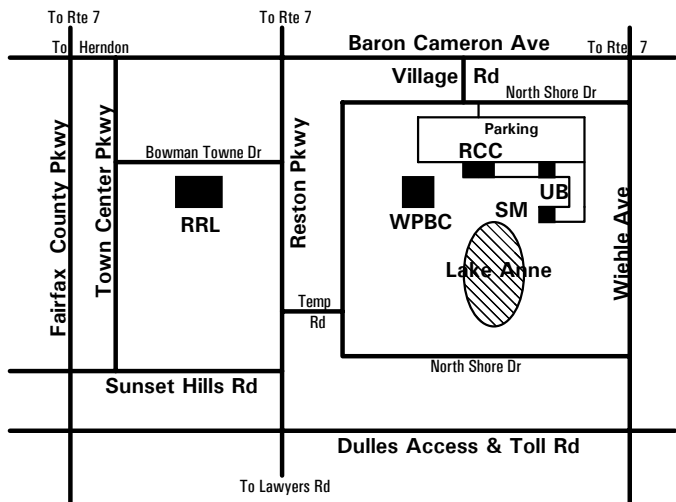 To Rte 7
To Rte 7
To Herndon
Baron Cameron Ave
To Rte 7
Village Rd
North Shore Dr
Parking
Fairfax County Pkwy
Town Center Pkwy
Bowman Towne Dr
Reston Pkwy
RCC
UB
RRL
WPBC
SM
Wiehle Ave
Lake Anne
Temp
Rd
North Shore Dr
Sunset Hills Rd
Dulles Access & Toll Rd
To Lawyers Rd